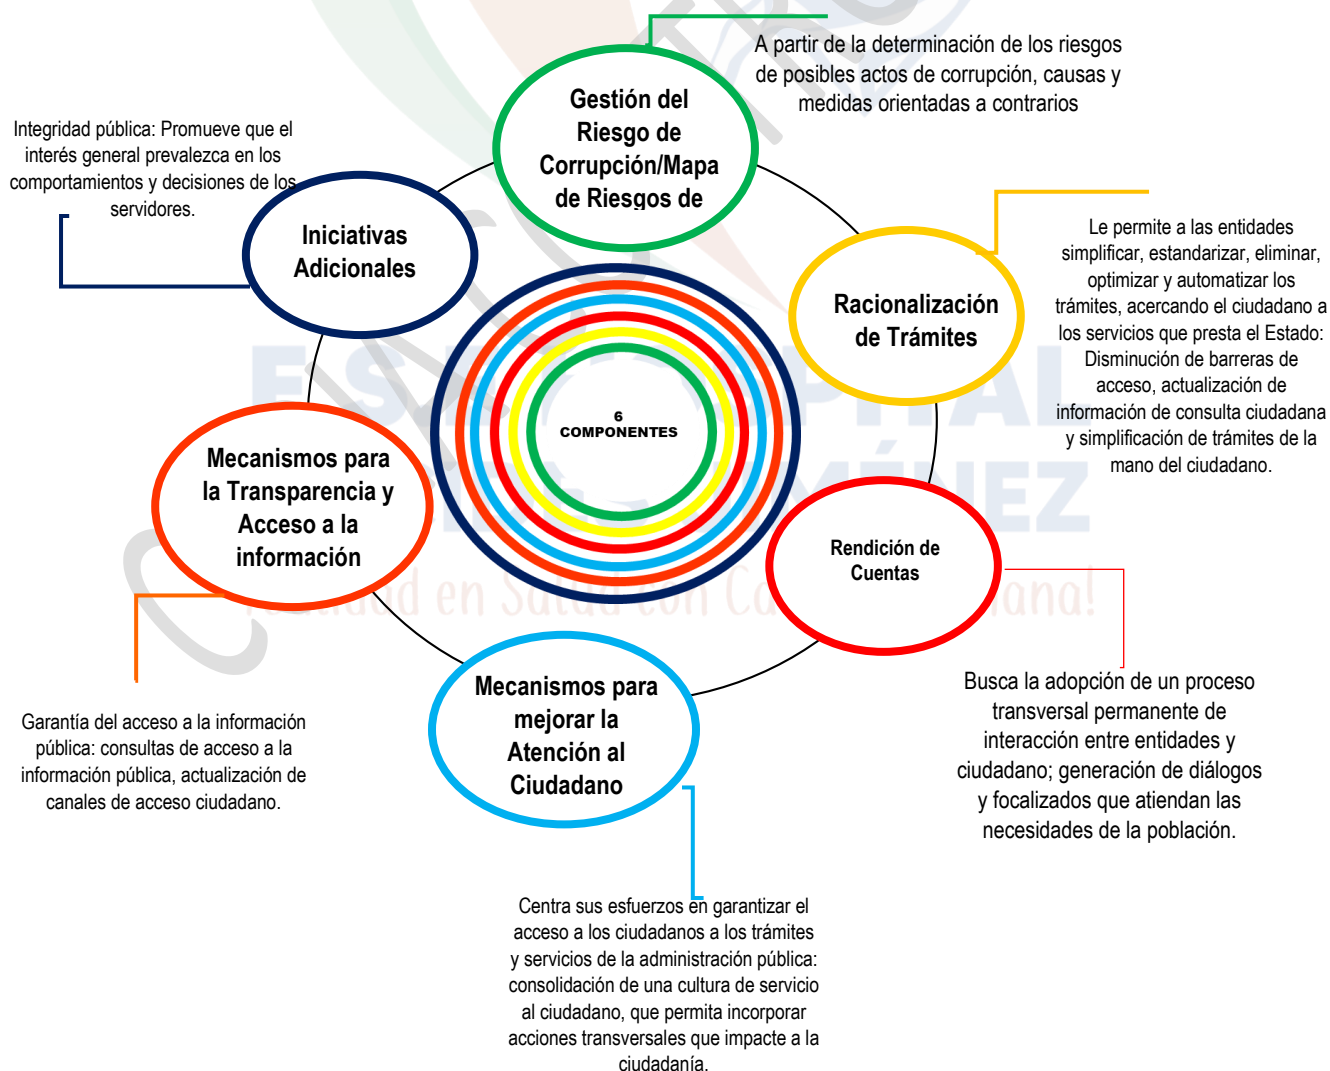 A partir de la determinación de los riesgos
de posibles actos de corrupción, causas y
medidas orientadas a contrarios
Gestión del
Riesgo de
Corrupción/Mapa
de Riesgos de
Integridad pública: Promueve que el
interés general prevalezca en los
comportamientos y decisiones de los
servidores.
Iniciativas
Adicionales
Racionalización
de Trámites
Le permite a las entidades
simplificar, estandarizar, eliminar,
optimizar y automatizar los
trámites, acercando el ciudadano a
los servicios que presta el Estado:
Disminución de barreras de
acceso, actualización de
información de consulta ciudadana
y simplificación de trámites de la
mano del ciudadano.
6
COMPONENTES
Mecanismos para
la Transparencia y
Acceso a la
información
Rendición de
Cuentas
Busca la adopción de un proceso
transversal permanente de
interacción entre entidades y
ciudadano; generación de diálogos
y focalizados que atiendan las
necesidades de la población.
Mecanismos para
mejorar la
Atención al
Ciudadano
Garantía del acceso a la información
pública: consultas de acceso a la
información pública, actualización de
canales de acceso ciudadano.
Centra sus esfuerzos en garantizar el
acceso a los ciudadanos a los trámites
y servicios de la administración pública:
consolidación de una cultura de servicio
al ciudadano, que permita incorporar
acciones transversales que impacte a la
ciudadanía.
en Salud con